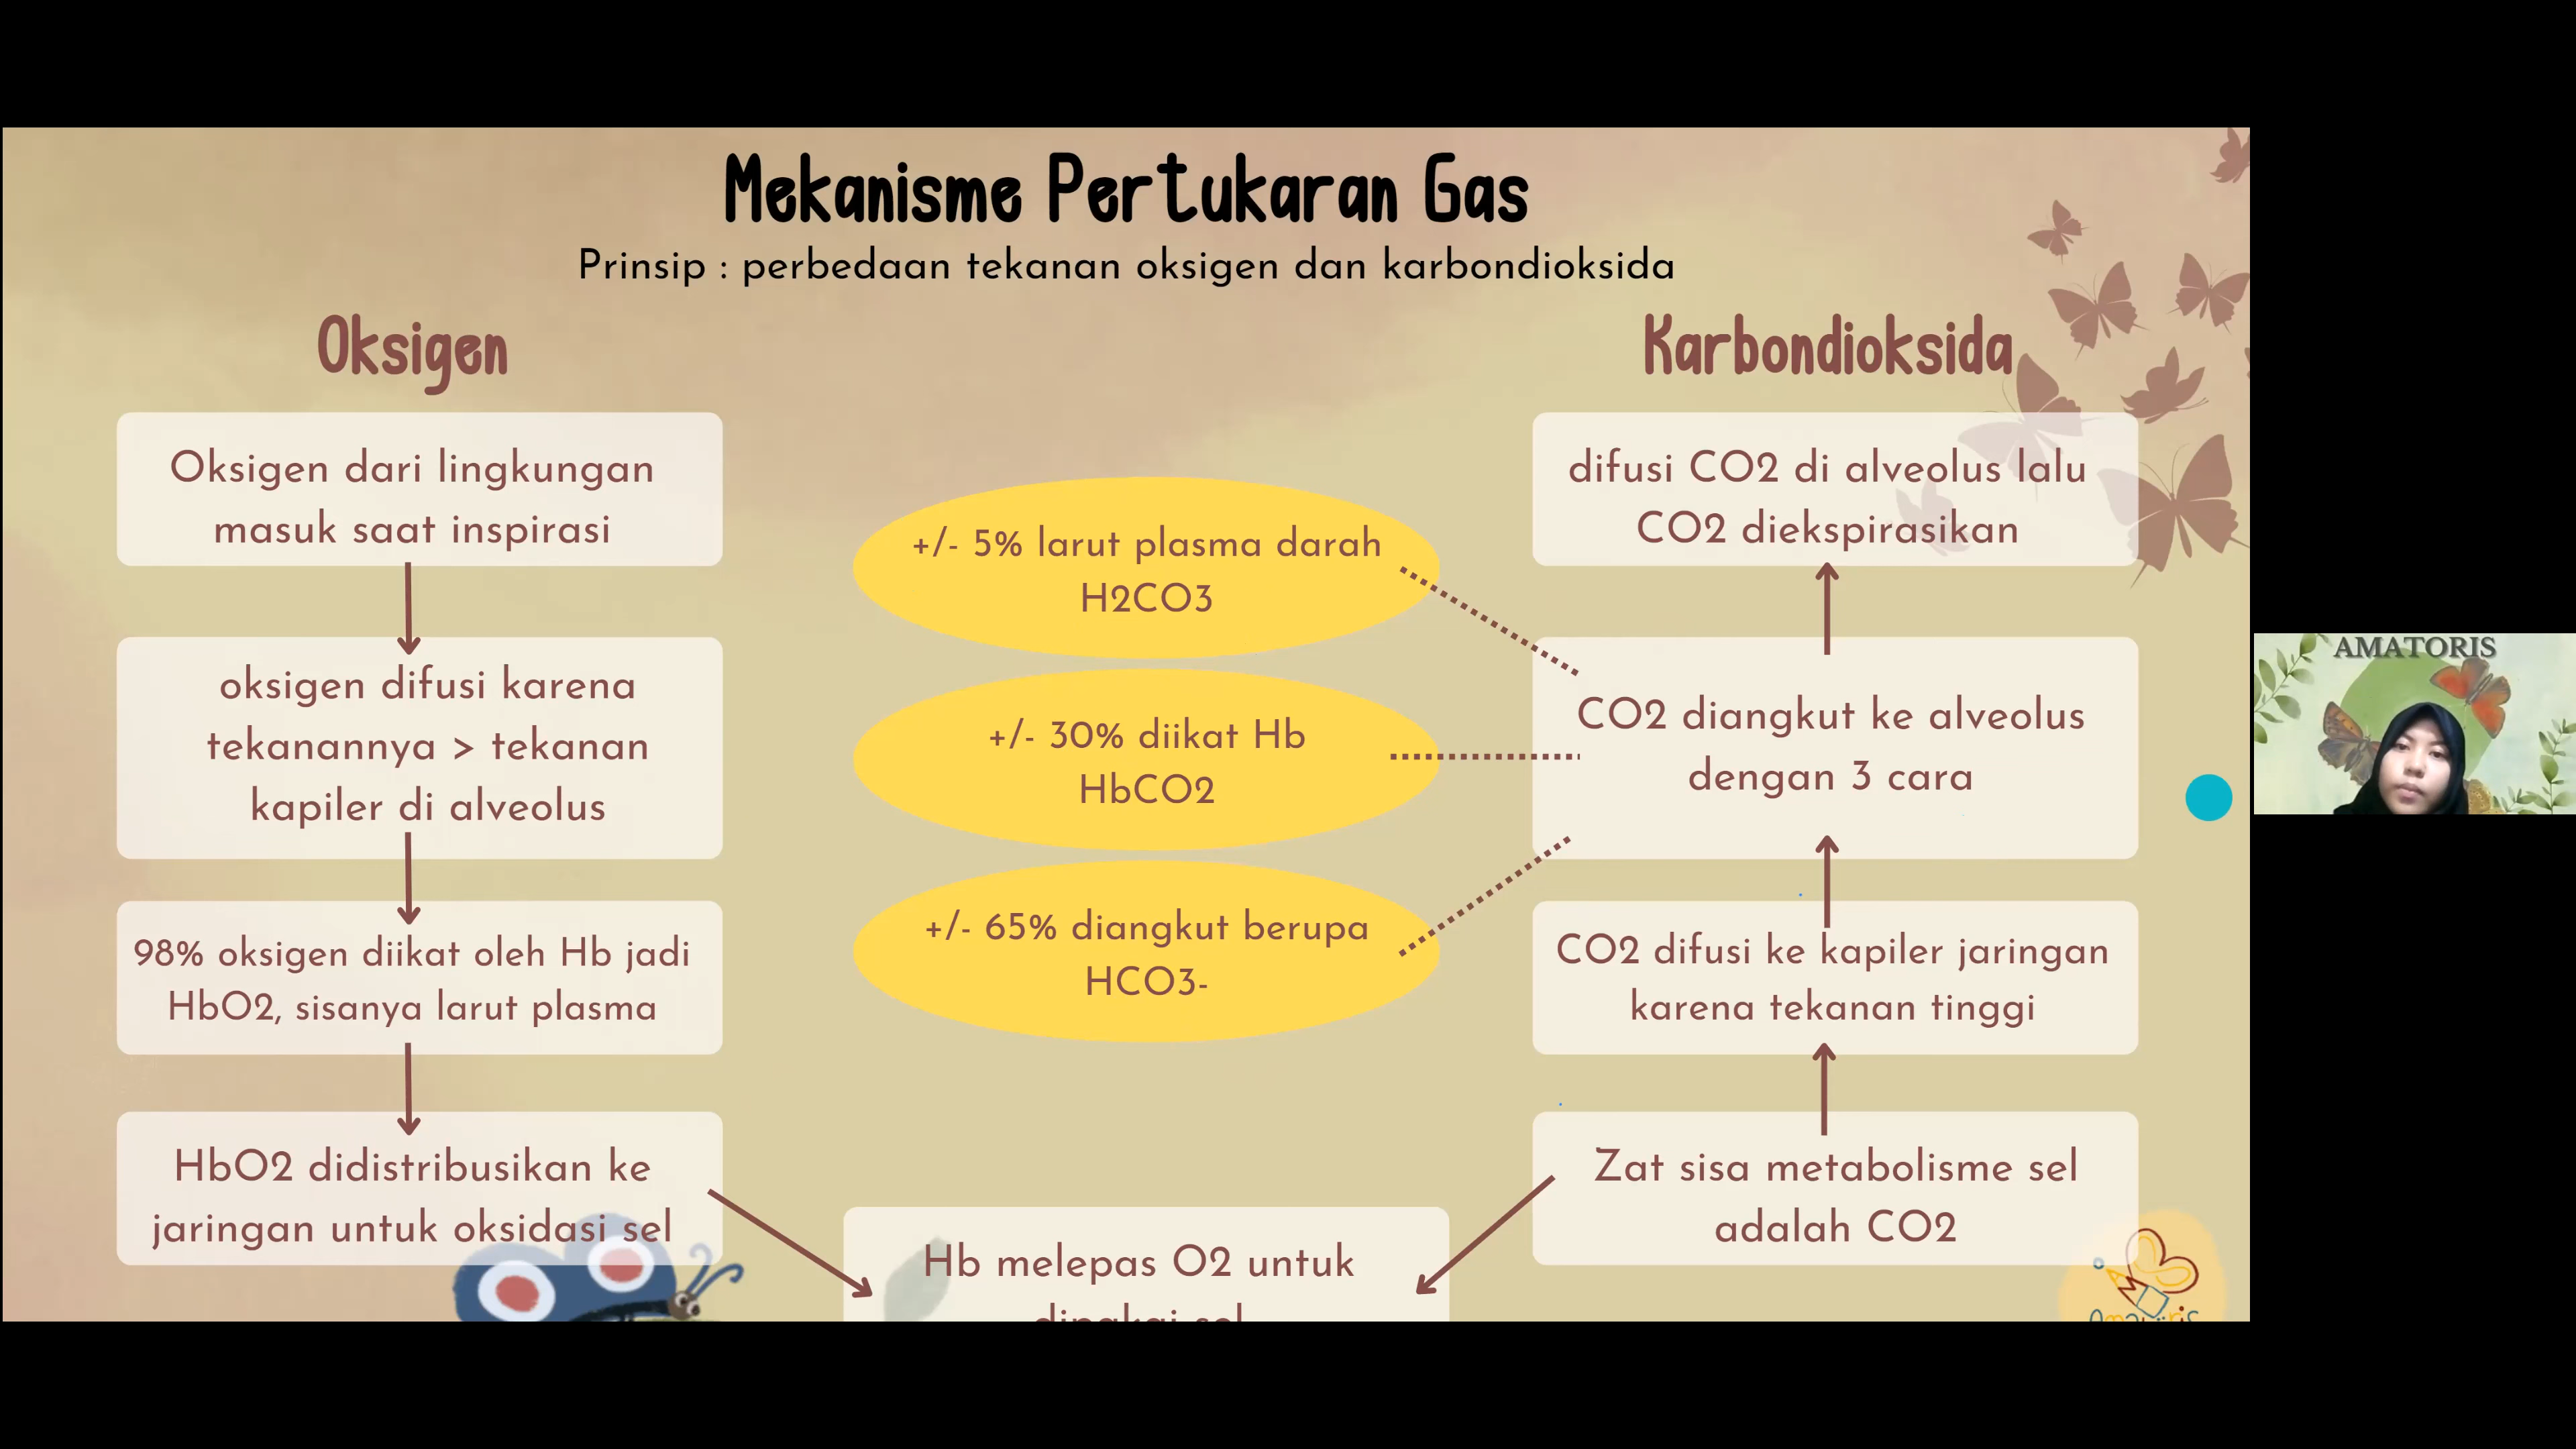 Mekanisme Pertukaran Gas
Prinsip : perbedaan tekanan oksigen dan karbondioksida
Oksigen
Oksigen dari lingkungan
masuk saat inspirasi
oksigen difusi karena
tekanannya > tekanan
kapiler di alveolus
98% oksigen diikat oleh Hb jadi
HbO2, sisanya larut plasma
HbO2 didistribusikan ke
jaringan untuk oksidasi sel
+/- 5% larut plasma darah
H2CO3
+/- 30% diikat Hb
HbCO2
+/- 65% diangkut berupa
HCO3-
Hb melepas O2 untuk
dipakai sel
Karbondioksida
difusi CO2 di alveolus lalu
CO2 diekspirasikan
CO2 diangkut ke alveolus
dengan 3 cara
CO2 difusi ke kapiler jaringan
karena tekanan tinggi
Zat sisa metabolisme sel
adalah CO2
AMATORIS